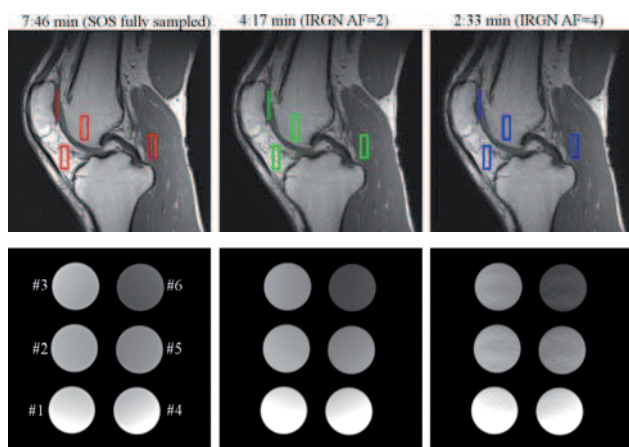 7:46 min (SOS fully sampled)
4:17 min (IRGN AF=2)
2:33 min (IRGN AF=4)
#3
#6
#2
#5
#1
#4